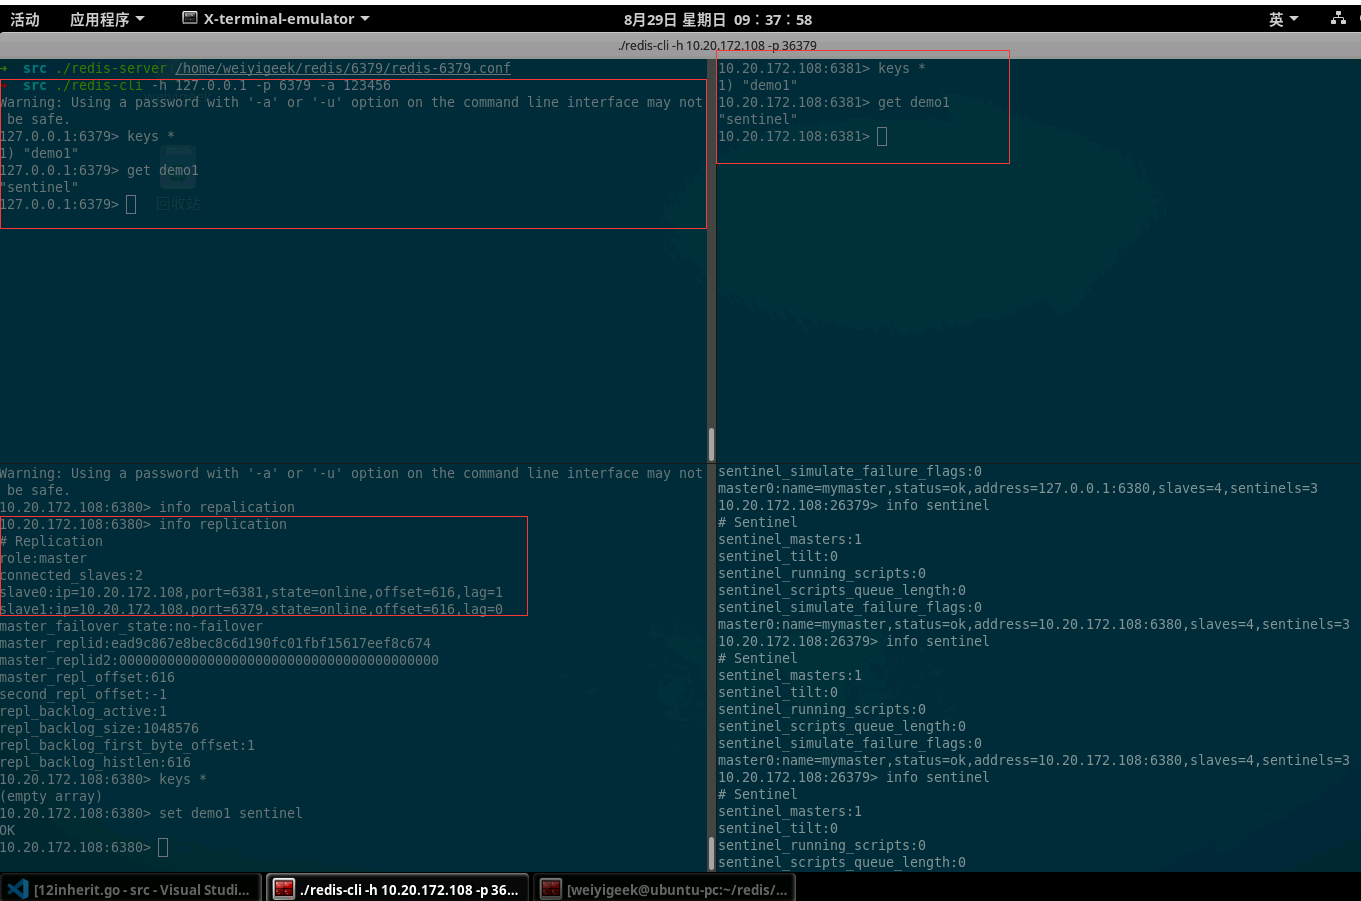 活动 应用程序 X-terminal-emulator 8月29日 星期日 09：37：58 英
./redis-cli -h 10.20.172.108 -p 36379
→ src ./redis-server /home/weiyigeek/redis/6379/redis-6379.conf
src ./redis-cli -h 127.0.0.1 -p 6379 -a 123456
Warning: Using a password with '-a' or '-u' option on the command line interface may not
be safe.
127.0.0.1:6379> keys *
1) "demo1"
127.0.0.1:6379> get demo1
"sentinel"
127.0.0.1:6379>
回收站
10.20.172.108:6381> keys *
1) "demo1"
10.20.172.108:6381> get demo1
"sentinel"
10.20.172.108:6381>
Warning: Using a password with '-a' or '-u' option on the command line interface may not
be safe.
10.20.172.108:6380> info repalication
10.20.172.108:6380> info replication
# Replication
role:master
connected_slaves:2
slave0:ip=10.20.172.108,port=6381,state=online,offset=616,lag=1
slave1:ip=10.20.172.108,port=6379,state=online,offset=616,lag=0
master_failover_state:no-failover
master_replid:ead9c867e8bec8c6d190fc01fbf15617eef8c674
master_replid2:0000000000000000000000000000000000000000
master_repl_offset:616
second_repl_offset:-1
repl_backlog_active:1
repl_backlog_size:1048576
repl_backlog_first_byte_offset:1
repl_backlog_histlen:616
10.20.172.108:6380> keys *
(empty array)
10.20.172.108:6380> set demo1 sentinel
OK
10.20.172.108:6380>
sentinel_simulate_failure_flags:0
master0:name=mymaster,status=ok,address=127.0.0.1:6380,slaves=4,sentinels=3
10.20.172.108:26379> info sentinel
# Sentinel
sentinel_masters:1
sentinel_tilt:0
sentinel_running_scripts:0
sentinel_scripts_queue_length:0
sentinel_simulate_failure_flags:0
master0:name=mymaster,status=ok,address=10.20.172.108:6380,slaves=4,sentinels=3
10.20.172.108:26379> info sentinel
# Sentinel
sentinel_masters:1
sentinel_tilt:0
sentinel_running_scripts:0
sentinel_scripts_queue_length:0
sentinel_simulate_failure_flags:0
master0:name=mymaster,status=ok,address=10.20.172.108:6380,slaves=4,sentinels=3
10.20.172.108:26379> info sentinel
# Sentinel
sentinel_masters:1
sentinel_tilt:0
sentinel_running_scripts:0
sentinel_scripts_queue_length:0
[12inherit.go - src - Visual Studi... ./redis-cli -h 10.20.172.108 -p 36... [weiyigeek@ubuntu-pc:~/redis/...